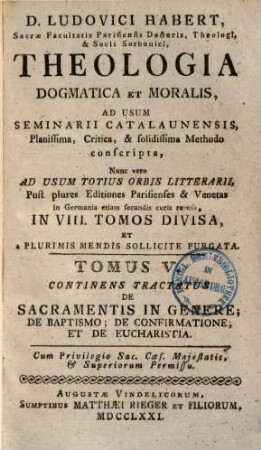 D. LUDOVICI HABERT,
Sacræ Facultatis Parisiensis Doctoris, Theologi,
& Socii Sorbonici,
THEOLOGIA
DOGMATICA ET MORALIS,
AD USUM
SEMINARII CATALAUNENSIS,
Planissima, Critica, & solidissima Methodo
conscripta,
Nunc vero
AD USUM TOTIUS ORBIS LITTERARII,
Post plures Editiones Parisienses & Venetas
in Germania etiam secundis curis recusa,
IN VIII. TOMOS DIVISA,
ET
a PLURIMIS MENDIS SOLLICITE PURGATA.
TOMUS V.
CONTINENS TRACTATUS
DE
SACRAMENTIS IN GENERE;
DE BAPTISMO; DE CONFIRMATIONE;
ET DE EUCHARISTIA.
Cum Privilegio Sac. Cæs. Majestatis,
& Superiorum Permissu.
AUGUSTÆ VINDELICORUM,
SUMPTIBUS MATTHÆI RIEGER ET FILIORUM,
MDCCLXXI.